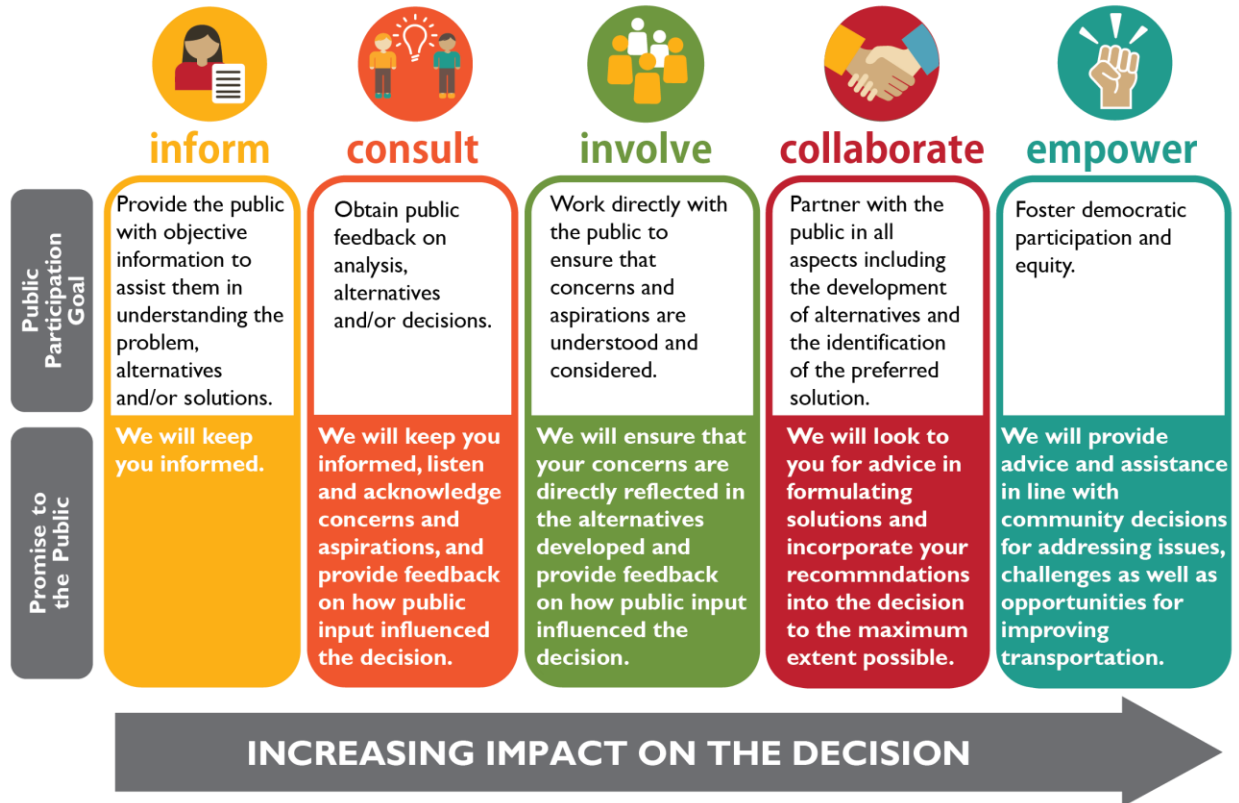 inform
consult
involve
collaborate
empower
Public
Participation
Goal
Provide the public
with objective
information to
assist them in
understanding the
problem,
alternatives
and/or solutions.
Obtain public
feedback on
analysis,
alternatives
and/or decisions.
Work directly with
the public to
ensure that
concerns and
aspirations are
understood and
considered.
Partner with the
public in all
aspects including
the development
of alternatives and
the identification
of the preferred
solution.
Foster democratic
participation and
equity.
Promise to
the Public
We will keep
you informed.
We will keep you
informed, listen
and acknowledge
concerns and
aspirations, and
provide feedback
on how public
input influenced
the decision.
We will ensure that
your concerns are
directly reflected in
the alternatives
developed and
provide feedback
on how public input
influenced the
decision.
We will look to
you for advice in
formulating
solutions and
incorporate your
recommndations
into the decision
to the maximum
extent possible.
We will provide
advice and assistance
in line with
community decisions
for addressing issues,
challenges as well as
opportunities for
improving
transportation.
INCREASING IMPACT ON THE DECISION